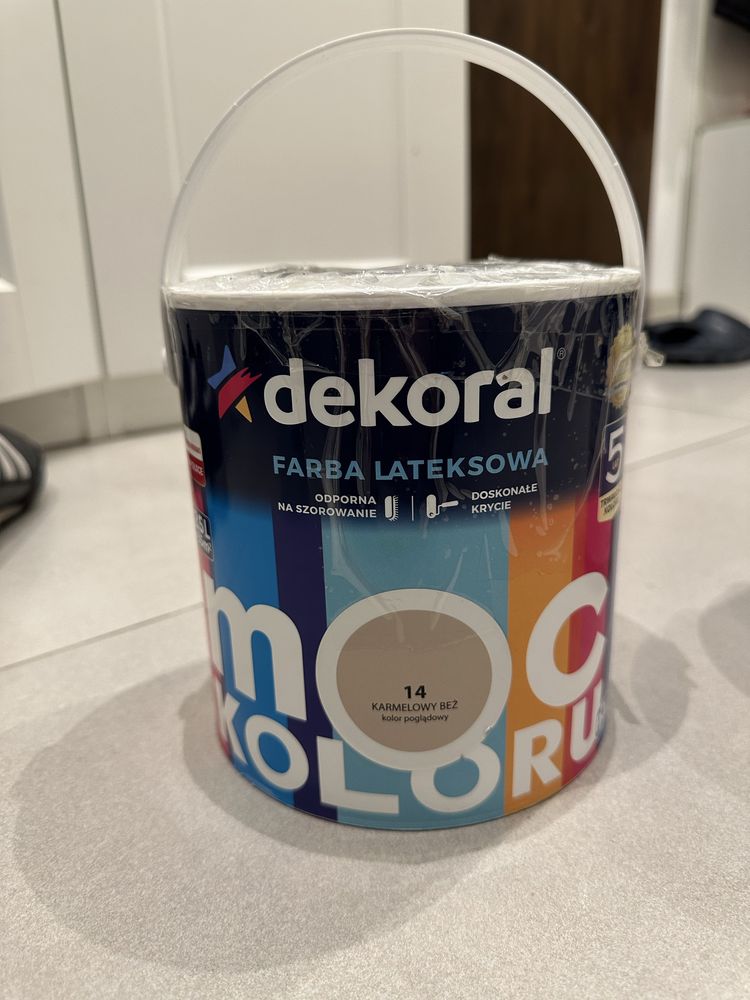 dekoral®
FARBA LATEKSOWA
ODPORNA
NA SZOROWANIE
DOSKONAŁE
KRYCIE
5
MOC
KOLORU
14
KARMELOWY BEŻ
kolor poglądowy